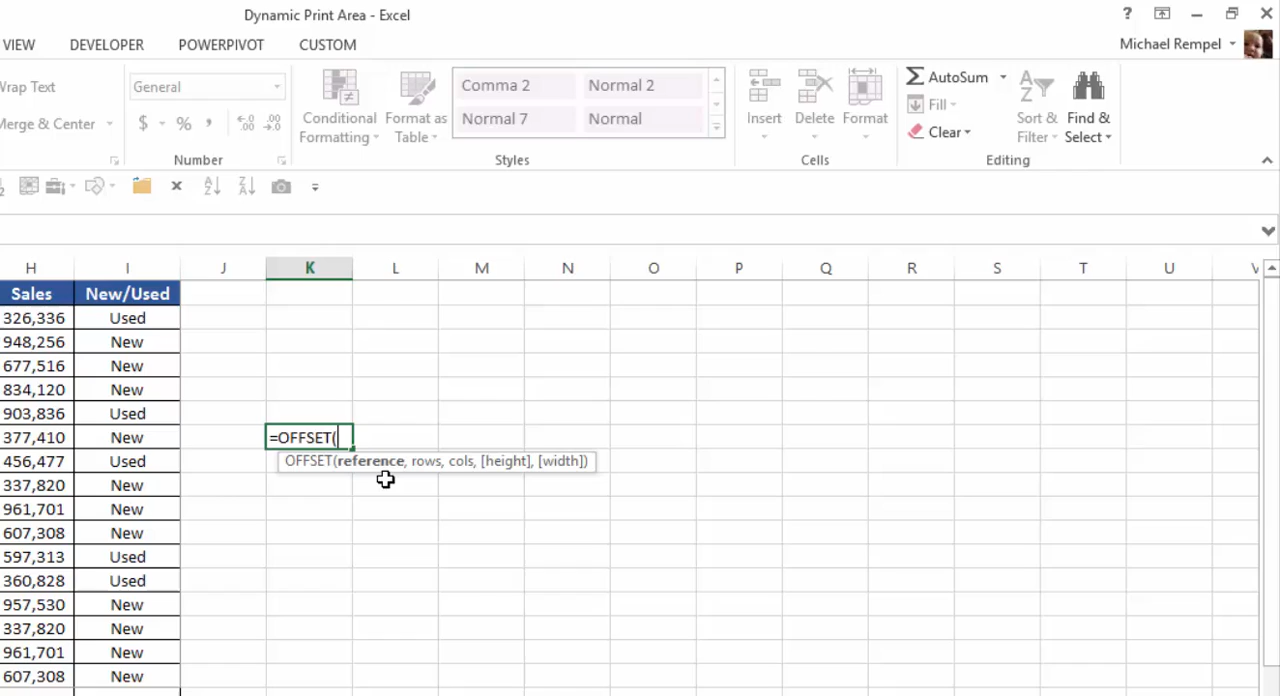 Dynamic Print Area - Excel
?
VIEW DEVELOPER POWERPIVOT CUSTOM
Michael Rempel
Wrap Text
General
Merge & Center
$ % ,
Number
Conditional Formatting
Format as Table
Comma 2 Normal 2
Normal 7 Normal
Styles
Insert Delete Format
Cells
AutoSum
Fill
Clear
Sort & Filter
Find & Select
Editing
H I J K L M N O P Q R S T U V
Sales New/Used
326,336 Used
948,256 New
677,516 New
834,120 New
903,836 Used
377,410 New =OFFSET(
456,477 Used OFFSET(reference, rows, cols, [height], [width])
337,820 New
961,701 New
607,308 New
597,313 Used
360,828 Used
957,530 New
337,820 New
961,701 New
607,308 New